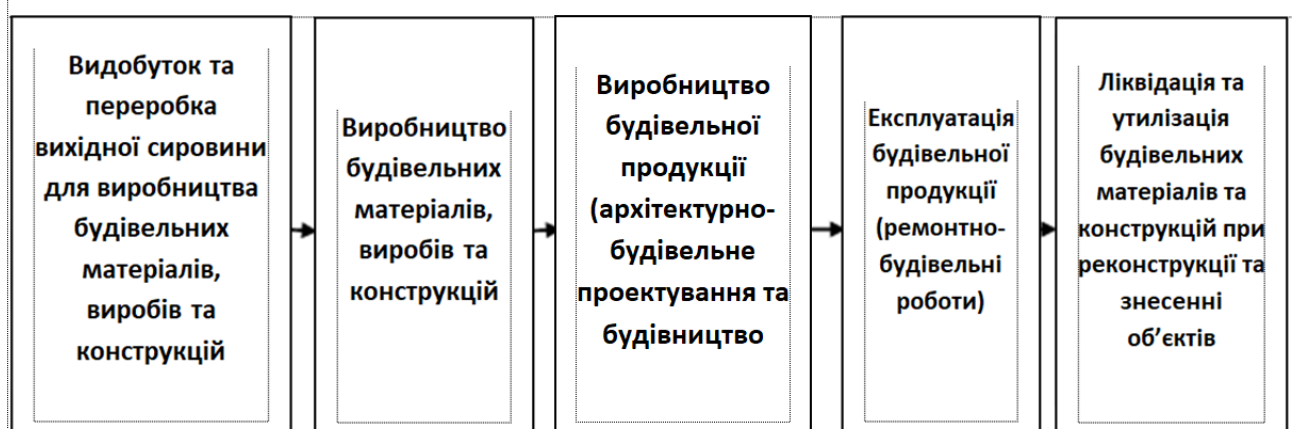 Видобуток та
переробка
вихідної сировини
для виробництва
будівельних
матеріалів,
виробів та
конструкцій
Виробництво
будівельних
матеріалів,
виробів та
конструкцій
Виробництво
будівельної
продукції
(архітектурно-
будівельне
проектування та
будівництво
Експлуатація
будівельної
продукції
(ремонтно-
будівельні
роботи)
Ліквідація та
утилізація
будівельних
матеріалів та
конструкцій при
реконструкції та
знесенні
об’єктів